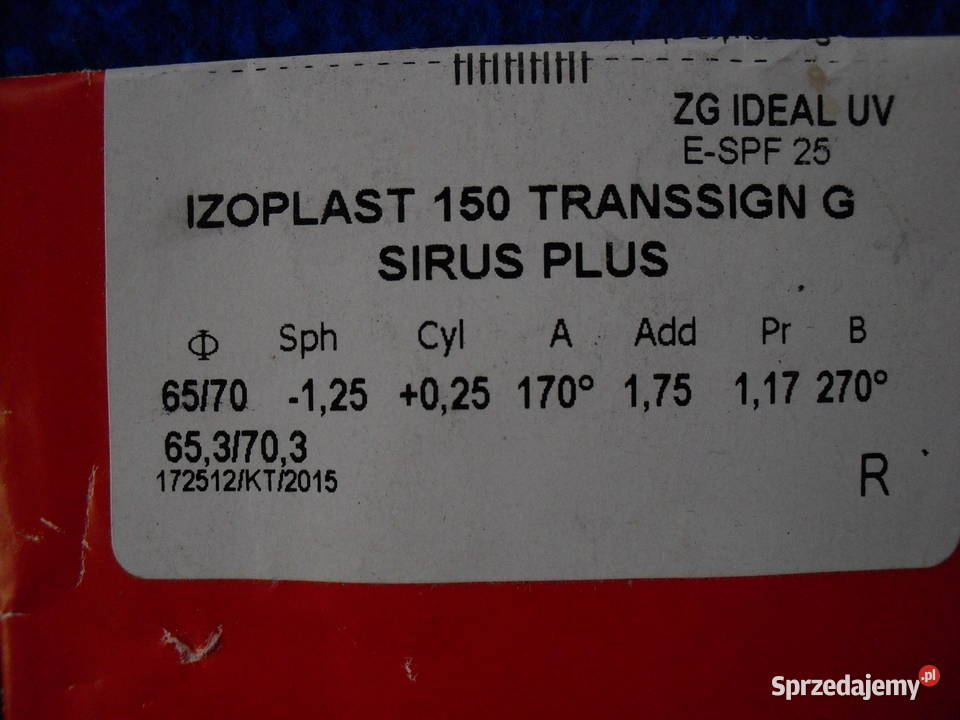 ZG IDEAL UV
E-SPF 25
IZOPLAST 150 TRANSSIGN G
SIRUS PLUS
Φ Sph Cyl A Add Pr B
65/70 -1,25 +0,25 170° 1,75 1,17 270°
65,3/70,3
172512/KT/2015
R
Sprzedajemy.pl